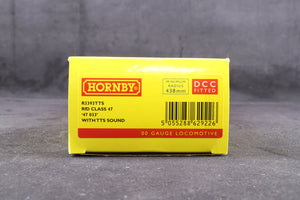 HORNBY®
R3393TTS
RfD CLASS 47
'47 033'
WITH TTS SOUND
MINIMUM
RADIUS
438mm
DCC
FITTED
5 055288 629226
00 GAUGE LOCOMOTIVE